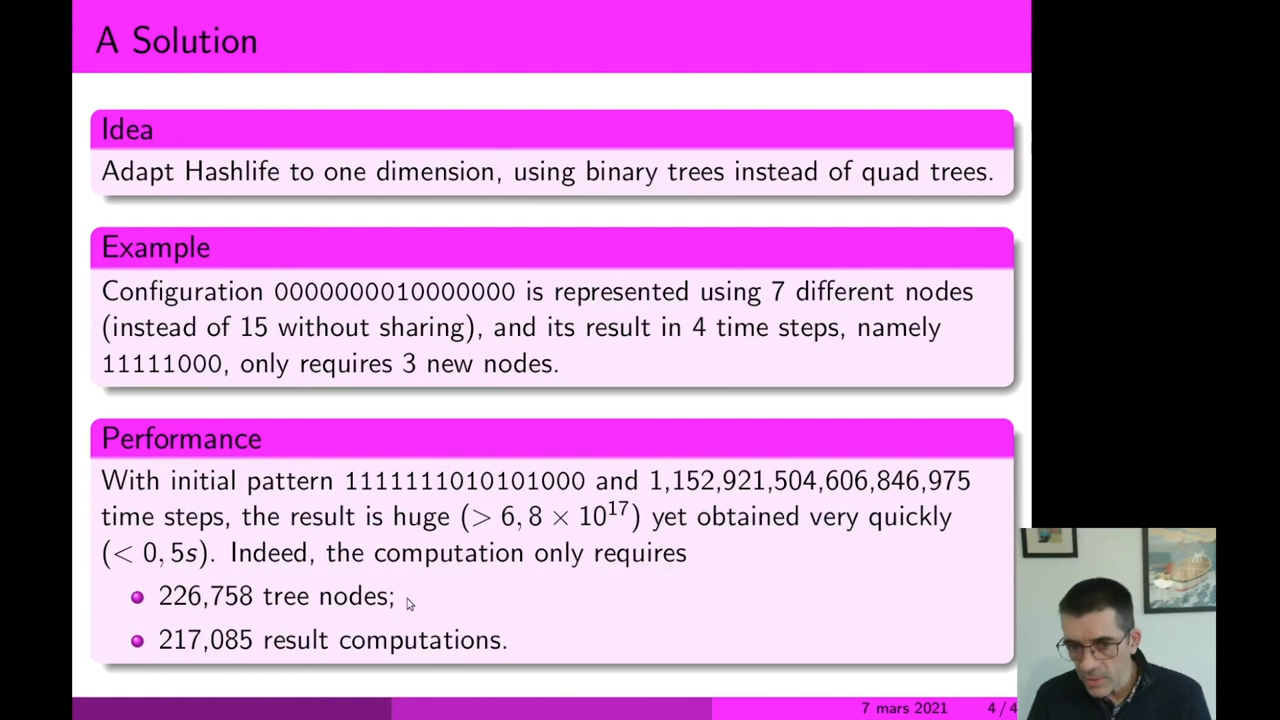 A Solution
Idea
Adapt Hashlife to one dimension, using binary trees instead of quad trees.
Example
Configuration 0000000010000000 is represented using 7 different nodes
(instead of 15 without sharing), and its result in 4 time steps, namely
11111000, only requires 3 new nodes.
Performance
With initial pattern 1111111010101000 and 1,152,921,504,606,846,975
time steps, the result is huge (> 6, 8 × 10¹⁷) yet obtained very quickly
(< 0, 5s). Indeed, the computation only requires
226,758 tree nodes;
217,085 result computations.
7 mars 2021 4 / 4